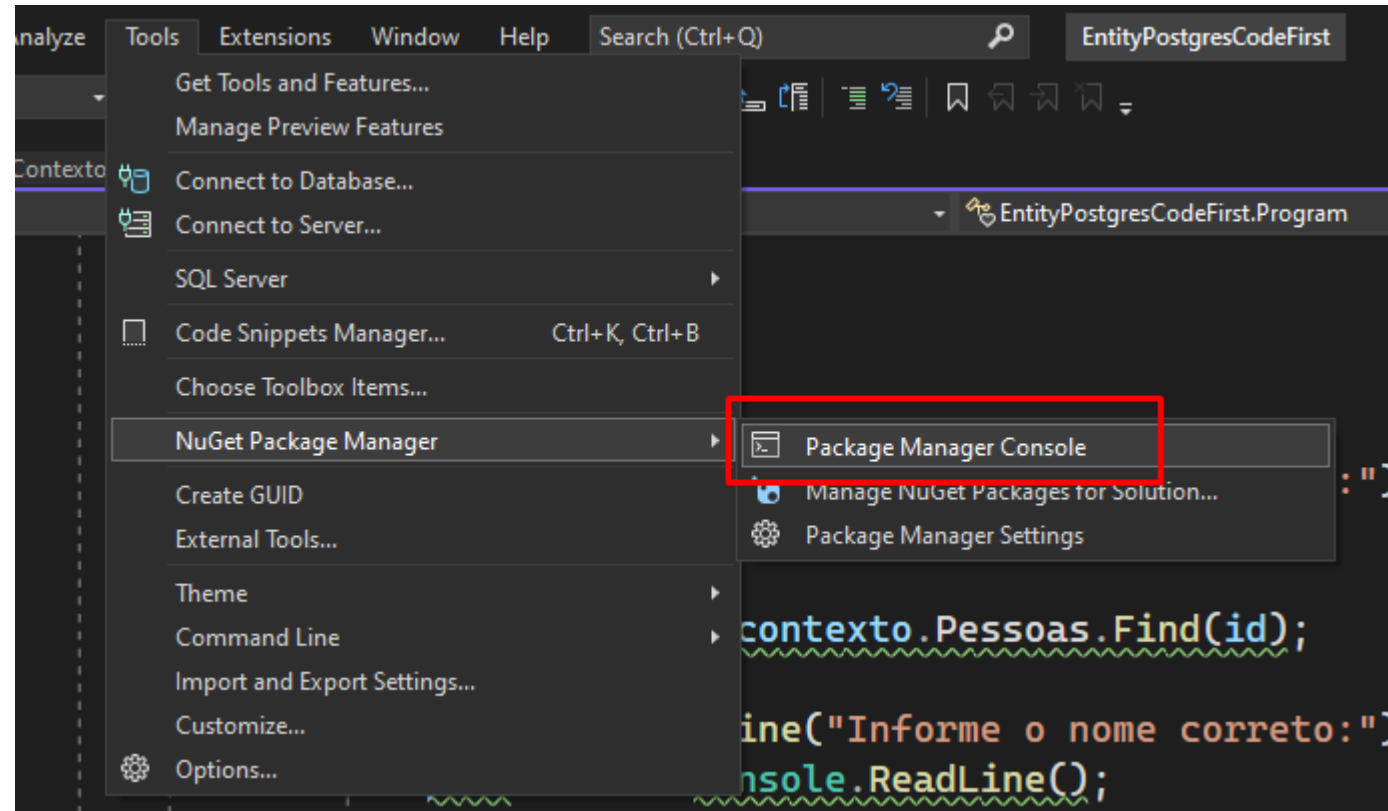 Tools Extensions Window Help Search (Ctrl+Q) EntityPostgresCodeFirst
Get Tools and Features...
Manage Preview Features
Contexto
Connect to Database...
Connect to Server...
EntityPostgresCodeFirst.Program
SQL Server
Code Snippets Manager... Ctrl+K, Ctrl+B
Choose Toolbox Items...
NuGet Package Manager
Package Manager Console
Manage NuGet Packages for Solution...
:")
Package Manager Settings
Create GUID
External Tools...
Theme
Command Line
contexto.Pessoas.Find(id);
Import and Export Settings...
Customize...
ine("Informe o nome correto:")
Options...
nsole.ReadLine();